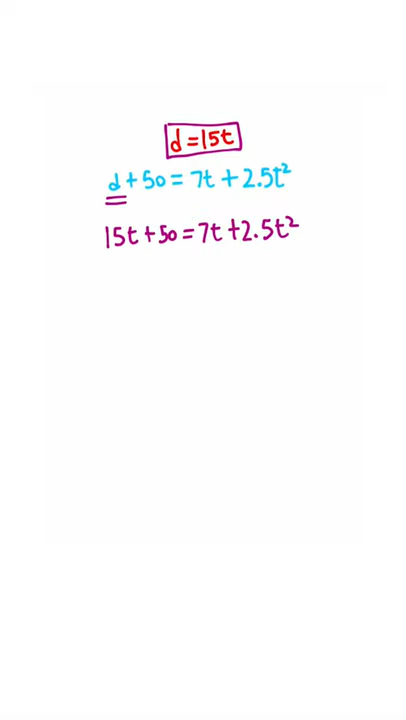 d = 15t
d + 50 = 7t + 2.5t²
15t + 50 = 7t + 2.5t²